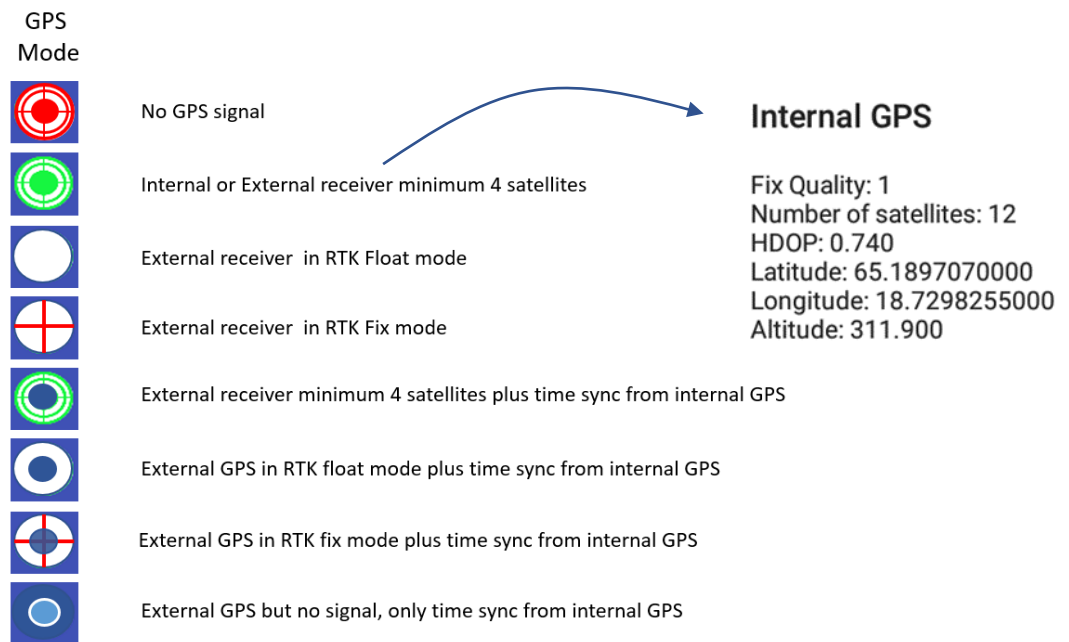 GPS
Mode
No GPS signal
Internal or External receiver minimum 4 satellites
External receiver  in RTK Float mode
External receiver  in RTK Fix mode
External receiver minimum 4 satellites plus time sync from internal GPS
External GPS in RTK float mode plus time sync from internal GPS
External GPS in RTK fix mode plus time sync from internal GPS
External GPS but no signal, only time sync from internal GPS
Internal GPS
Fix Quality: 1
Number of satellites: 12
HDOP: 0.740
Latitude: 65.1897070000
Longitude: 18.7298255000
Altitude: 311.900